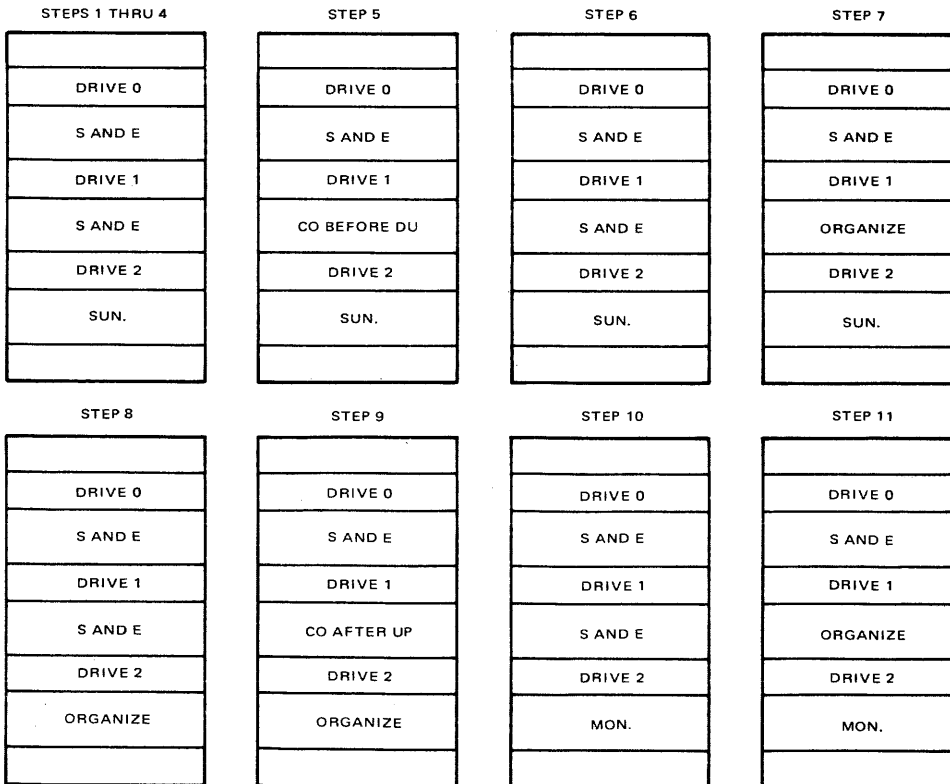 STEPS 1 THRU 4
DRIVE 0
S AND E
DRIVE 1
S AND E
DRIVE 2
SUN.
STEP 5
DRIVE 0
S AND E
DRIVE 1
CO BEFORE DU
DRIVE 2
SUN.
STEP 6
DRIVE 0
S AND E
DRIVE 1
S AND E
DRIVE 2
SUN.
STEP 7
DRIVE 0
S AND E
DRIVE 1
ORGANIZE
DRIVE 2
SUN.
STEP 8
DRIVE 0
S AND E
DRIVE 1
S AND E
DRIVE 2
ORGANIZE
STEP 9
DRIVE 0
S AND E
DRIVE 1
CO AFTER UP
DRIVE 2
ORGANIZE
STEP 10
DRIVE 0
S AND E
DRIVE 1
S AND E
DRIVE 2
MON.
STEP 11
DRIVE 0
S AND E
DRIVE 1
ORGANIZE
DRIVE 2
MON.